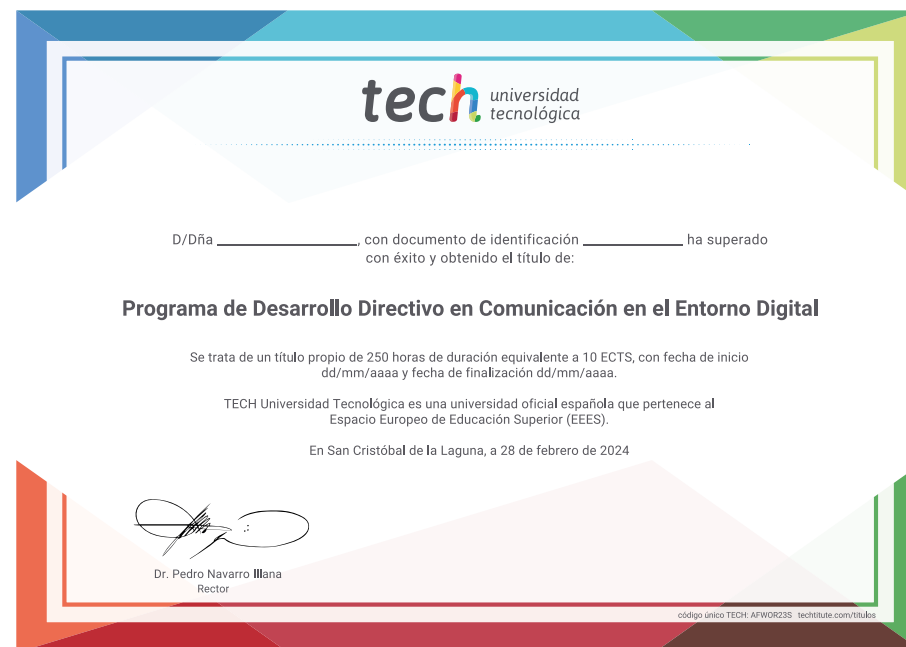 tech universidad
tecnológica
D/Dña ____________________, con documento de identificación ______________ ha superado
con éxito y obtenido el título de:
Programa de Desarrollo Directivo en Comunicación en el Entorno Digital
Se trata de un título propio de 250 horas de duración equivalente a 10 ECTS, con fecha de inicio
dd/mm/aaaa y fecha de finalización dd/mm/aaaa.
TECH Universidad Tecnológica es una universidad oficial española que pertenece al
Espacio Europeo de Educación Superior (EEES).
En San Cristóbal de la Laguna, a 28 de febrero de 2024
Dr. Pedro Navarro Illana
Rector
código único TECH: AFWOR23S techtitute.com/titulos